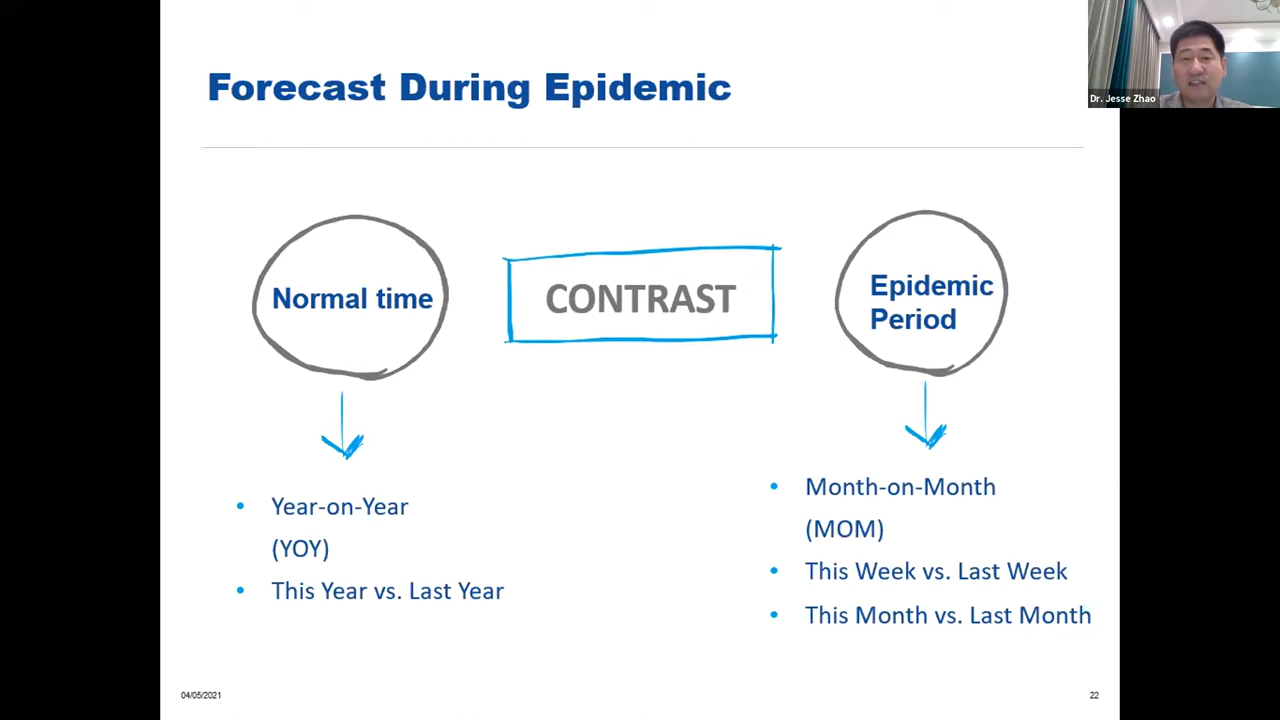 Forecast During Epidemic
Dr. Jesse Zhao
Normal time
CONTRAST
Epidemic
Period
• Year-on-Year
(YOY)
• This Year vs. Last Year
• Month-on-Month
(MOM)
• This Week vs. Last Week
• This Month vs. Last Month
04/05/2021
22